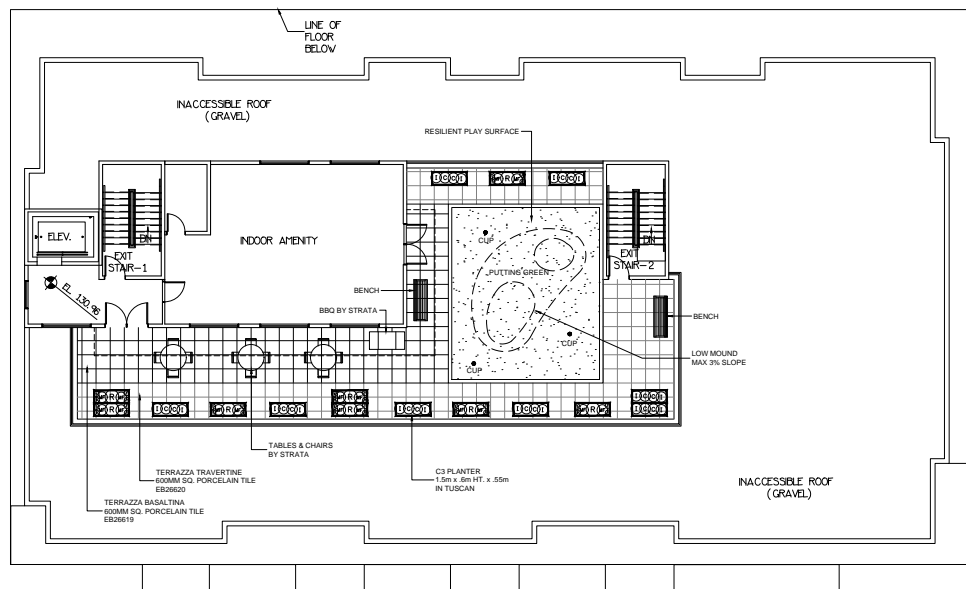 LINE OF
FLOOR
BELOW
INACCESSIBLE ROOF
(GRAVEL)
RESILIENT PLAY SURFACE
I C C I
R
I C C I
ELEV.
DN
EXIT
STAIR-1
INDOOR AMENITY
CUP
PUTTING GREEN
DN
EXIT
STAIR-2
EL. 130.96
BENCH
BBQ BY STRATA
BENCH
CUP
LOW MOUND
MAX 3% SLOPE
CUP
R
R
I C C I
R
I C C I
R
R
I C C I
R
I C C I
R
I C C I
I C C I
TABLES & CHAIRS
BY STRATA
TERRAZZA TRAVERTINE
600MM SQ. PORCELAIN TILE
EB26620
C3 PLANTER
1.5m x .6m HT. x .55m
IN TUSCAN
TERRAZZA BASALTINA
600MM SQ. PORCELAIN TILE
EB26619
INACCESSIBLE ROOF
(GRAVEL)